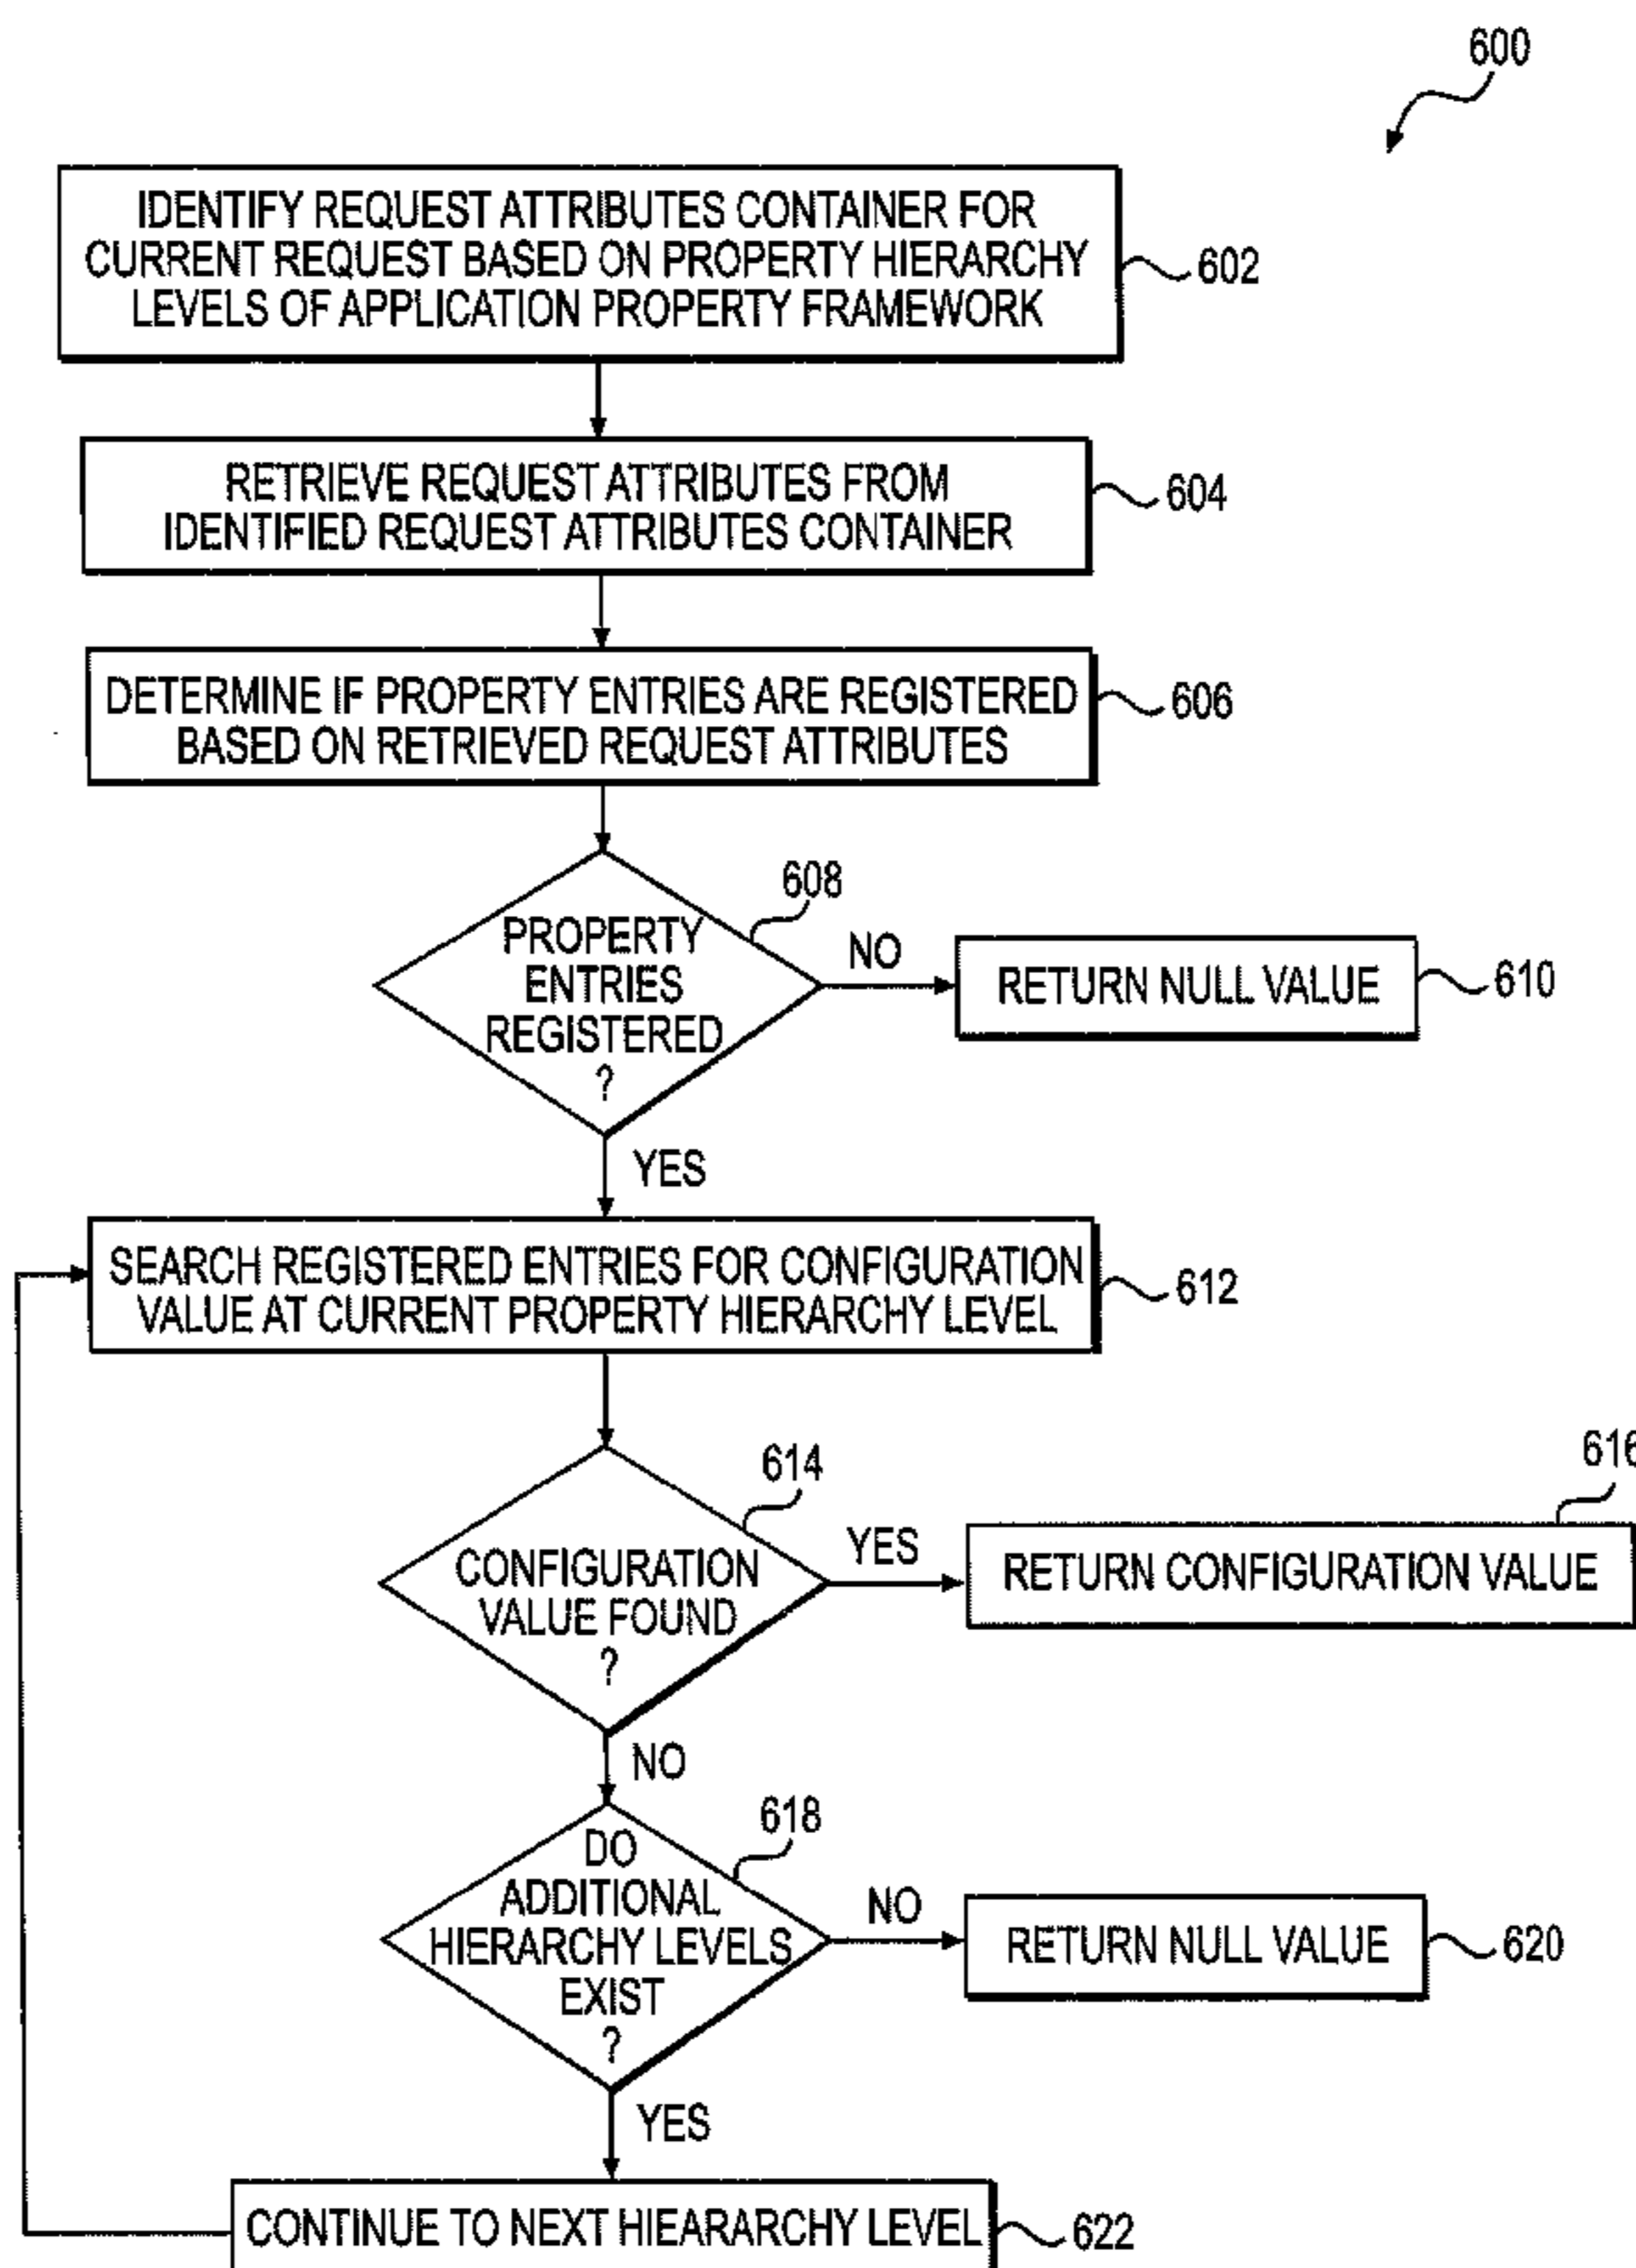 600
IDENTIFY REQUEST ATTRIBUTES CONTAINER FOR
CURRENT REQUEST BASED ON PROPERTY HIERARCHY
LEVELS OF APPLICATION PROPERTY FRAMEWORK
602
RETRIEVE REQUEST ATTRIBUTES FROM
IDENTIFIED REQUEST ATTRIBUTES CONTAINER
604
DETERMINE IF PROPERTY ENTRIES ARE REGISTERED
BASED ON RETRIEVED REQUEST ATTRIBUTES
606
608
PROPERTY
ENTRIES
REGISTERED
?
NO
RETURN NULL VALUE
610
YES
SEARCH REGISTERED ENTRIES FOR CONFIGURATION
VALUE AT CURRENT PROPERTY HIERARCHY LEVEL
612
614
CONFIGURATION
VALUE FOUND
?
YES
616
RETURN CONFIGURATION VALUE
NO
618
DO
ADDITIONAL
HIERARCHY LEVELS
EXIST
?
NO
RETURN NULL VALUE
620
YES
CONTINUE TO NEXT HIEARARCHY LEVEL
622